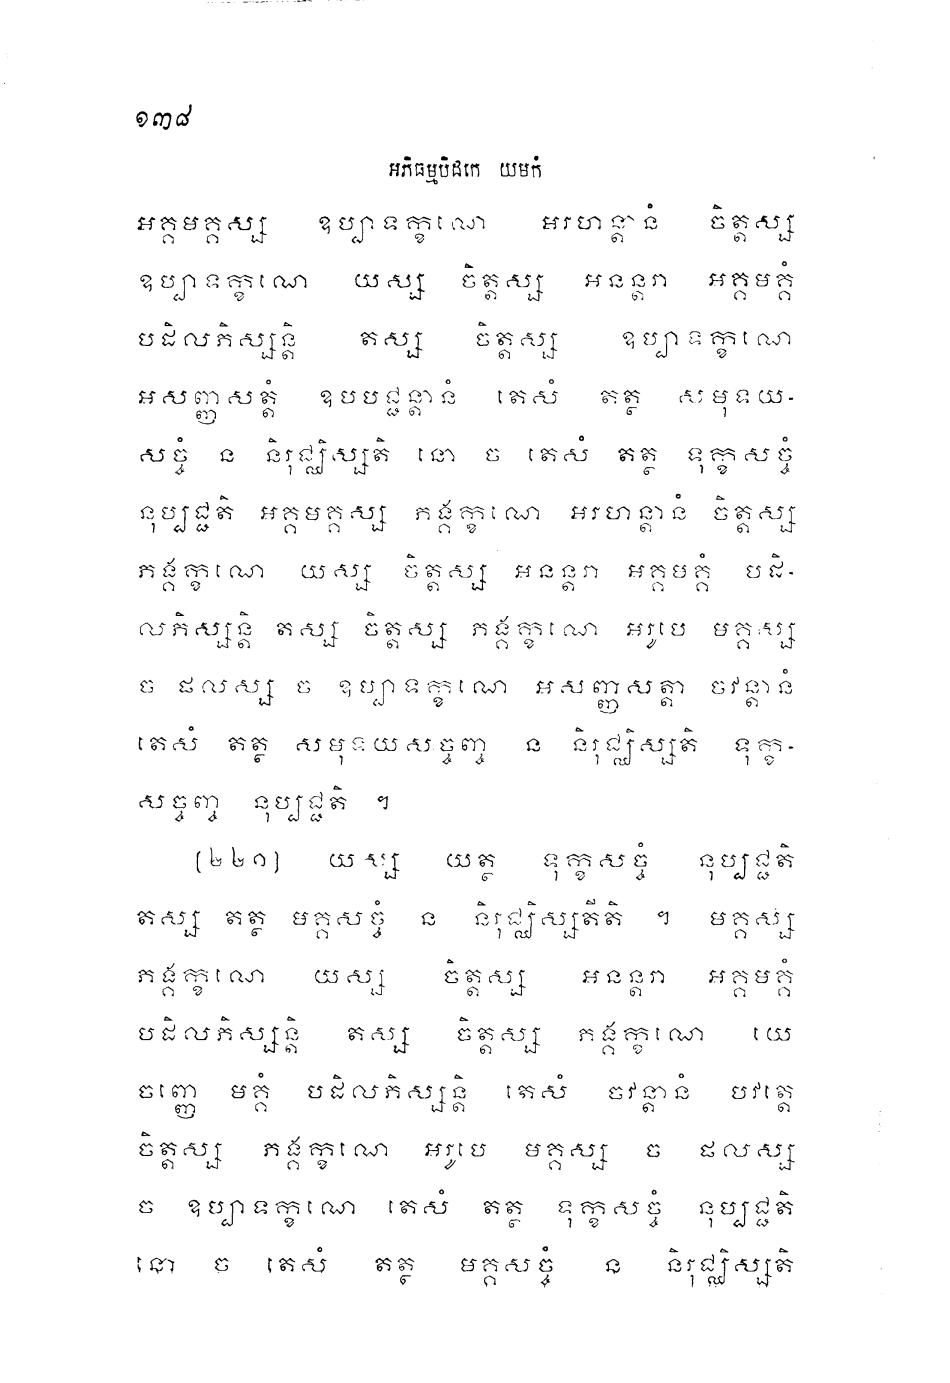 ១៣៨
អភិធម្មបិដកេ យមកំ
អគ្គមគ្គស្ស ឧប្បាទក្ខណេ អរហន្តានំ ចិត្តស្ស
ឧប្បាទក្ខណេ យស្ស ចិត្តស្ស អនន្តរា អគ្គមគ្គំ
បដិលភិស្សន្តិ តស្ស ចិត្តស្ស ឧប្បាទក្ខណេ
អសញ្ញសត្តំ ឧបបជ្ជន្តានំ តេសំ តត្ថ សមុទយ-
សច្ចំ ន និរុជ្ឈិស្សតិ នោ ច តេសំ តត្ថ ទុក្ខសច្ចំ
នុប្បជ្ជតិ អគ្គមគ្គស្ស ភង្គក្ខណេ អរហន្តានំ ចិត្តស្ស
ភង្គក្ខណេ យស្ស ចិត្តស្ស អនន្តរា អគ្គមគ្គំ បដិ-
លភិស្សន្តិ តស្ស ចិត្តស្ស ភង្គក្ខណេ អរូបេ មគ្គស្ស
ច ផលស្ស ច ឧប្បាទក្ខណេ អសញ្ញសត្តា ចវន្តានំ
តេសំ តត្ថ សមុទយសច្ចញ្ច ន និរុជ្ឈិស្សតិ ទុក្ខ-
សច្ចញ្ច នុប្បជ្ជតិ ។
(២២១) យស្ស យត្ថ ទុក្ខសច្ចំ នុប្បជ្ជតិ
តស្ស តត្ថ មគ្គសច្ចំ ន និរុជ្ឈិស្សតីតិ ។ មគ្គស្ស
ភង្គក្ខណេ យស្ស ចិត្តស្ស អនន្តរា អគ្គមគ្គំ
បដិលភិស្សន្តិ តស្ស ចិត្តស្ស ភង្គក្ខណេ យេ
ចញ្ញេ មគ្គំ បដិលភិស្សន្តិ តេសំ ចវន្តានំ បវត្តេ
ចិត្តស្ស ភង្គក្ខណេ អរូបេ មគ្គស្ស ច ផលស្ស
ច ឧប្បាទក្ខណេ តេសំ តត្ថ ទុក្ខសច្ចំ នុប្បជ្ជតិ
នោ ច តេសំ តត្ថ មគ្គសច្ចំ ន និរុជ្ឈិស្សតិ